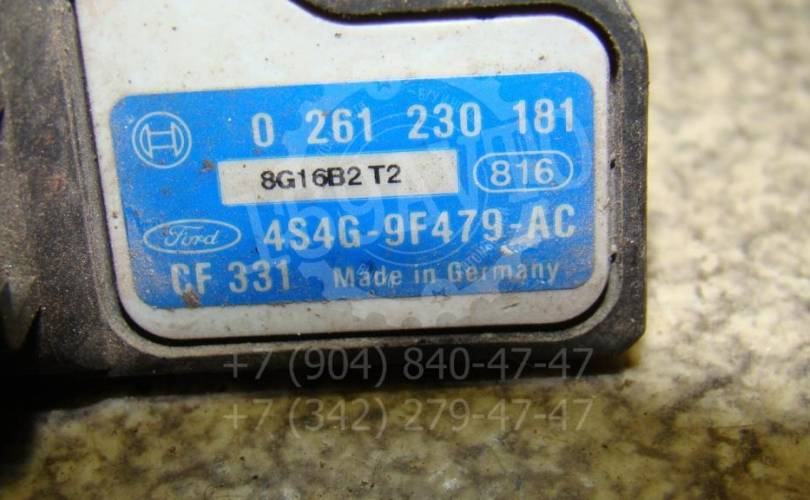 0 261 230 181
8G16B2 T2
816
Ford
4S4G-9F479-AC
CF 331 Made in Germany
+7 (904) 840-47-47
+7 (342) 279-47-47